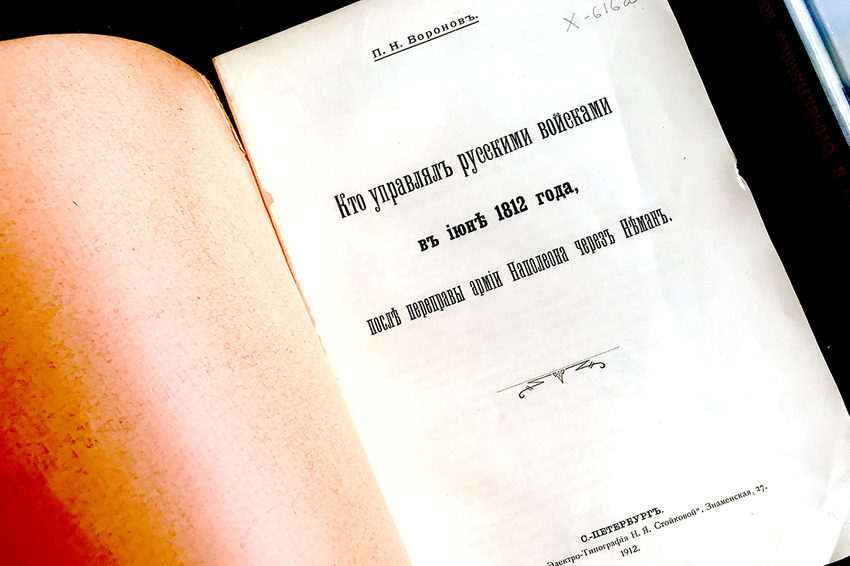 П. Н. Вороновъ.
X-616a
Кто управлялъ русскими войсками
въ іюнѣ 1812 года,
послѣ переправы арміи Наполеона черезъ Нѣманъ.
С.-ПЕТЕРБУРГЪ.
Электро-Типографія Н. Я. Стойковой, Знаменская, 27.
1912.